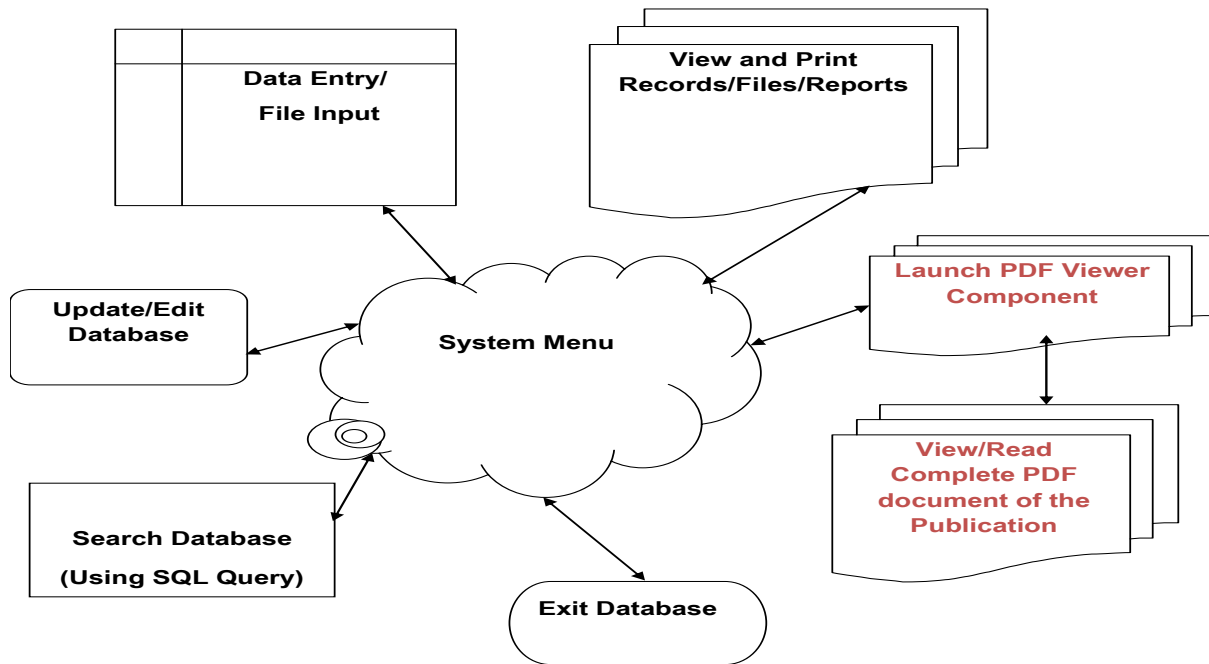 Data Entry/
File Input
View and Print
Records/Files/Reports
Launch PDF Viewer
Component
Update/Edit
Database
System Menu
View/Read
Complete PDF
document of the
Publication
Search Database
(Using SQL Query)
Exit Database